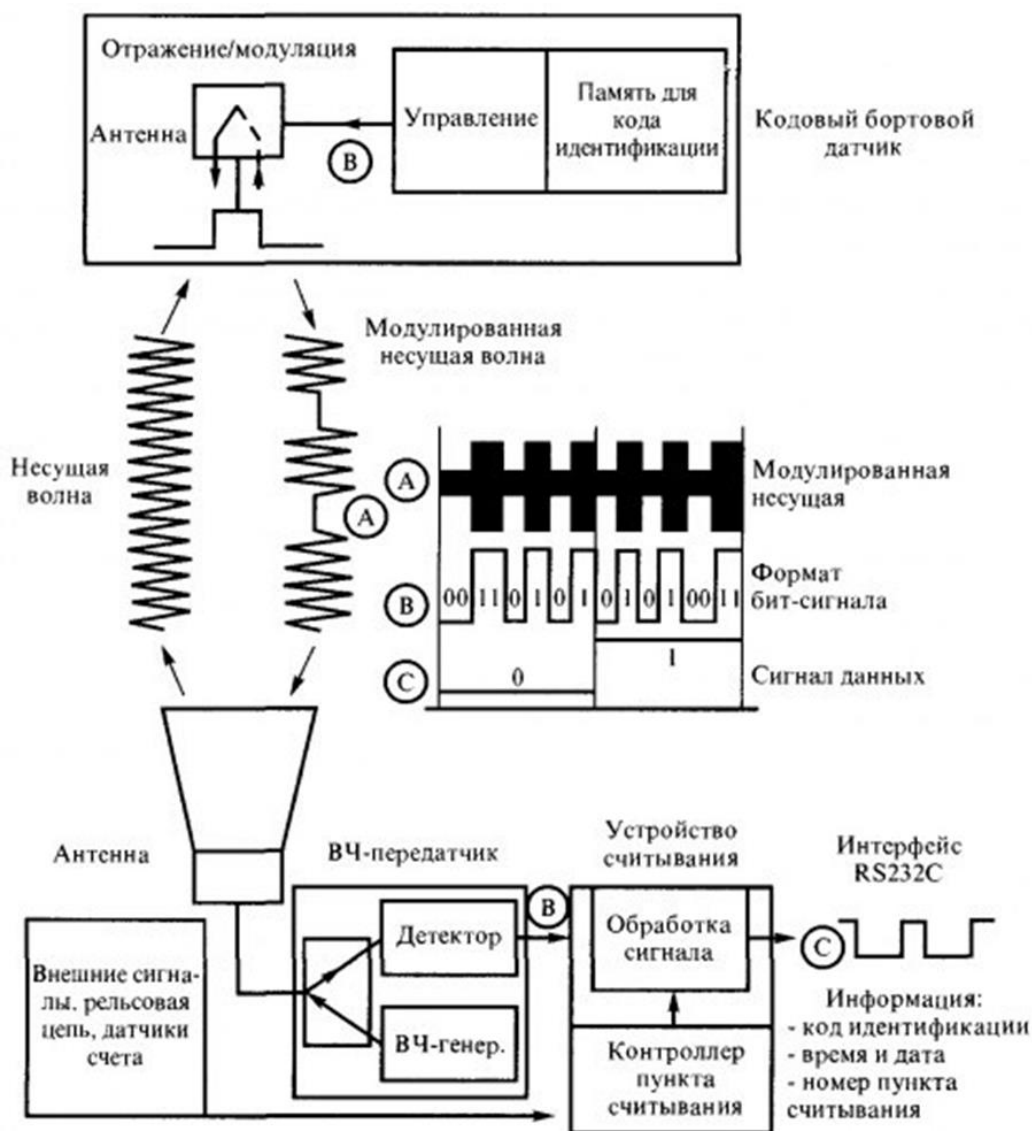 Отражение/модуляция
Антенна
B
Управление
Память для
кода
идентификации
Кодовый бортовой
датчик
Модулированная
несущая волна
Несущая
волна
A
A
Модулированная
несущая
B
00 11 0 1 0 1 0 1 0 1 00 11
Формат
бит-сигнала
C
0
1
Сигнал данных
Антенна
ВЧ-передатчик
Детектор
ВЧ-генер.
B
Устройство
считывания
Обработка
сигнала
Контроллер
пункта
считывания
Интерфейс
RS232C
C
Информация:
- код идентификации
- время и дата
- номер пункта
считывания
Внешние сигна-
лы, рельсовая
цепь, датчики
счета